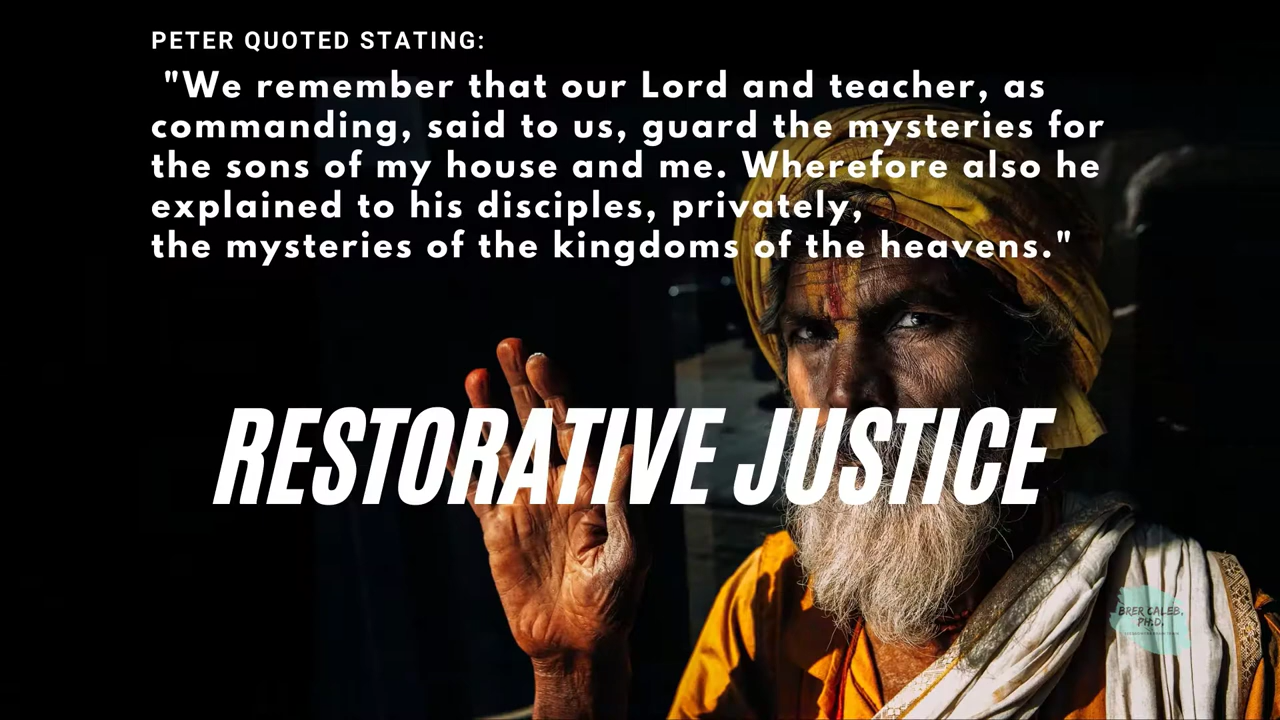 PETER QUOTED STATING:
"We remember that our Lord and teacher, as
commanding, said to us, guard the mysteries for
the sons of my house and me. Wherefore also he
explained to his disciples, privately,
the mysteries of the kingdoms of the heavens."
RESTORATIVE JUSTICE
BRER CALEB,
PH.D.